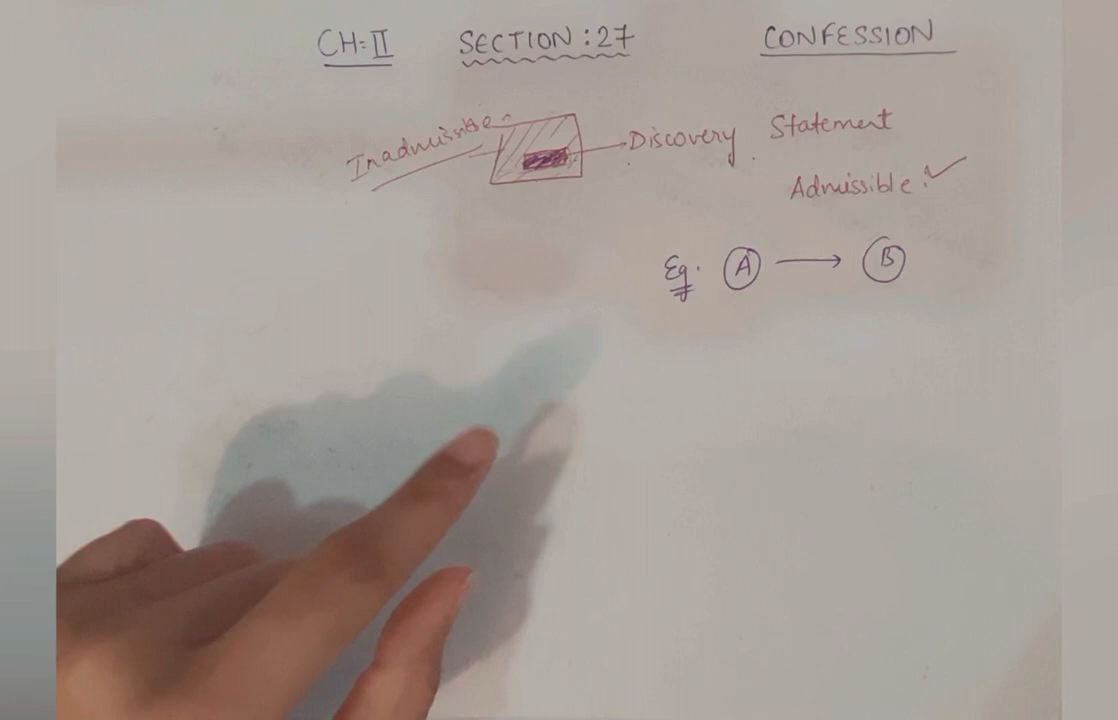 CH=II SECTION : 27 CONFESSION
Inadmissible Discovery Statement
Admissible.
Eg. A → B